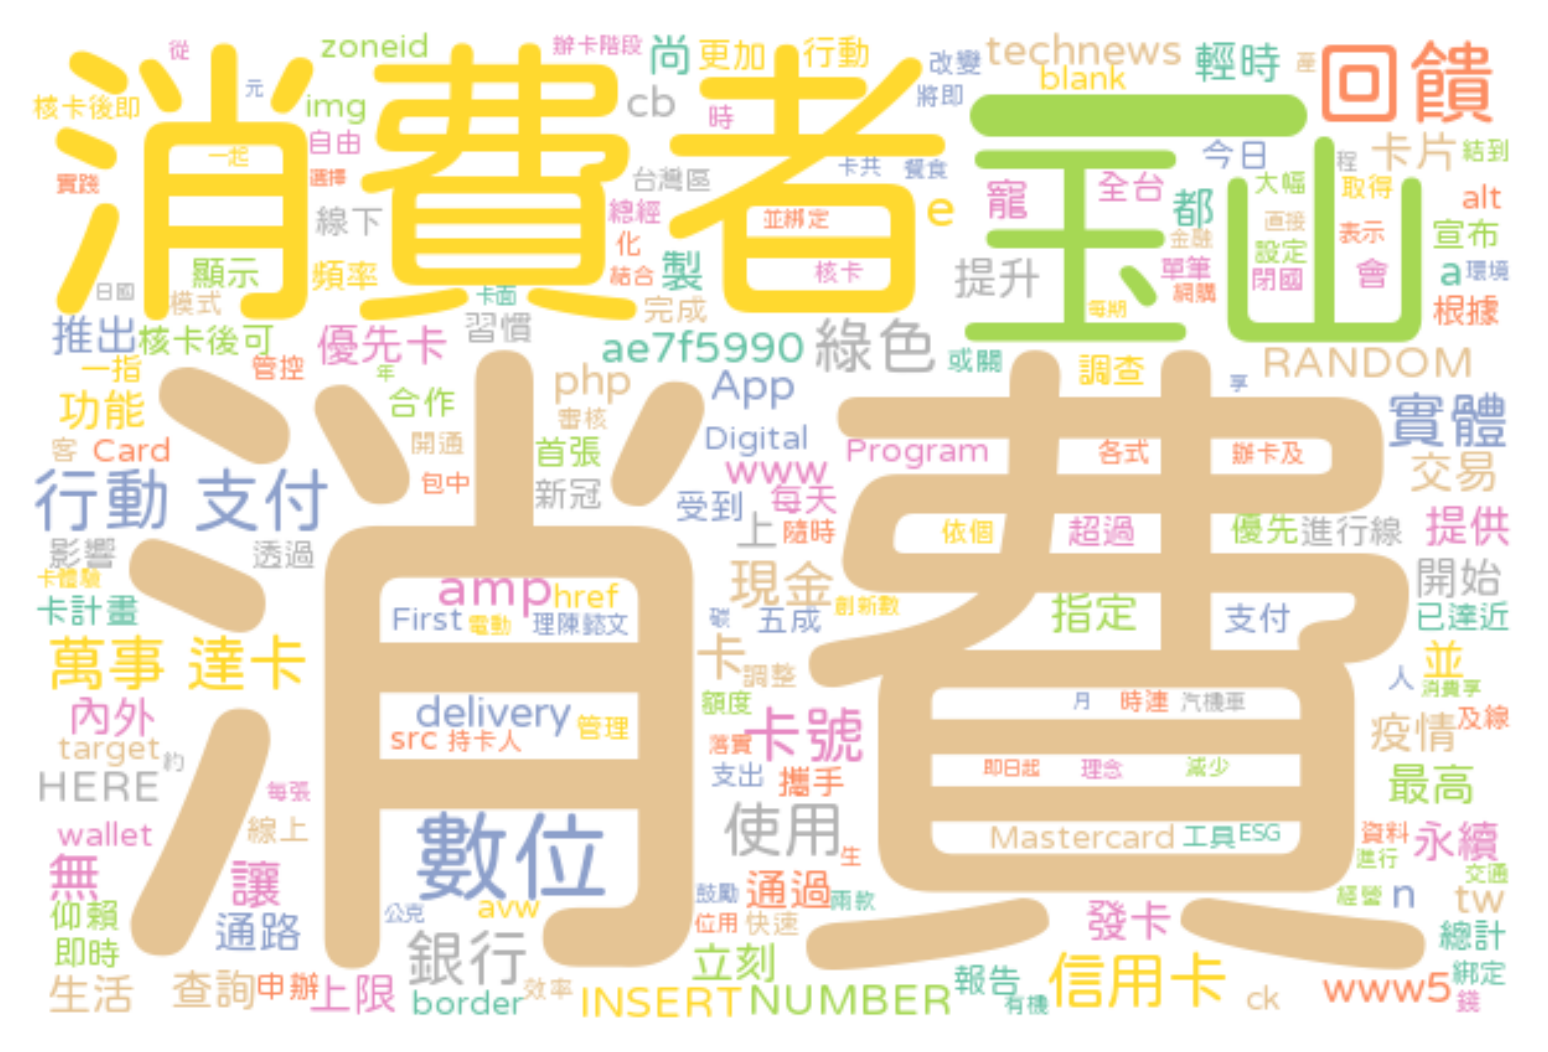 從
zoneid
辦卡階段
尚
更加
行動
改變
technews
輕時
產
回饋
核卡後即
元
img
cb
時
將即
blank
消費者
玉山
自由
一起
台灣區
卡共
餐食
今日
程
卡片
結到
實踐
選擇
線下
總經
並綁定
e
寵
全台
都
大幅
取得
alt
化
直接
表示
宣布
顯示
頻率
結合
製
核卡
提升
金融
設定
單筆
閉國
會
a
環境
日國
模式
卡面
完成
網購
每期
根據
推出
核卡後可
優先卡
習慣
ae7f5990
綠色
或關
調查
RANDOM
一指
管控
年
php
App
享
功能
合作
審核
實體
客
Card
開通
首張
Digital
Program
各式
辦卡及
交易
消費
行動 支付
包中
新冠
www
受到
每天
上
隨時
依個
超過
優先
進行線
提供
影響
透過
卡體驗
amp
href
現金
創新數
開始
卡計畫
First
電動
理陳懿文
碳
五成
指定
支付
已達近
萬事 達卡
卡
調整
並
人
消費享
內外
delivery
管理
額度
月
時連
汽機車
疫情
及線
target
約
src
持卡人
落實
卡號
HERE
每張
支出
攜手
即日起
理念
減少
最高
wallet
線上
數位
使用
Mastercard
工具
ESG
資料
永續
無
讓
生
進行
交通
仰賴
通路
公克
avw
鼓勵
通過
兩款
經營
n
tw
即時
銀行
位用
快速
發卡
總計
生活
查詢
申辦
上限
border
效率
立刻
INSERT
NUMBER
報告
有機
信用卡
ck
www5
綁定
錢